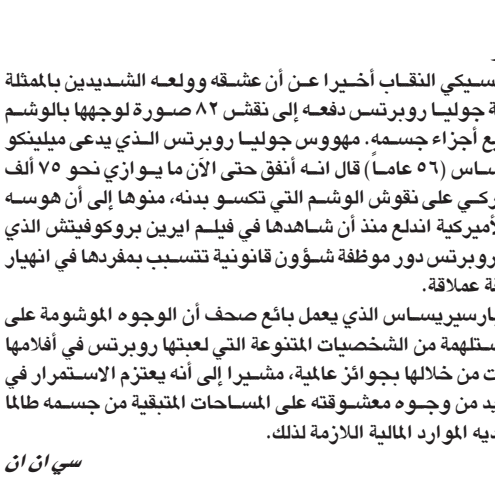 سيكي النقاب أخيرا عن أن عشقه وولعه الشديدين بالممثلة
ة جوليا روبرتس دفعه إلى نقش ٨٢ صورة لوجهها بالوشم
يع أجزاء جسمه. مهووس جوليا روبرتس الذي يدعى ميلينكو
ساس (٥٦ عاماً) قال انه أنفق حتى الآن ما يوازي نحو ٧٥ ألف
ركي على نقوش الوشم التي تكسو بدنه، منوها إلى أن هوسه
لأميركية اندلع منذ أن شاهدها في فيلم ايرين بروكوفيتش الذي
روبرتس دور موظفة شؤون قانونية تتسبب بمفردها في انهيار
ة عملاقة.
بارسيريساس الذي يعمل بائع صحف أن الوجوه الموشومة على
ستلهمة من الشخصيات المتنوعة التي لعبتها روبرتس في أفلامها
ت من خلالها بجوائز عالمية، مشيرا إلى أنه يعتزم الاستمرار في
يد من وجوه معشوقته على المساحات المتبقية من جسمه طالما
ديه الموارد المالية اللازمة لذلك.
سي ان ان